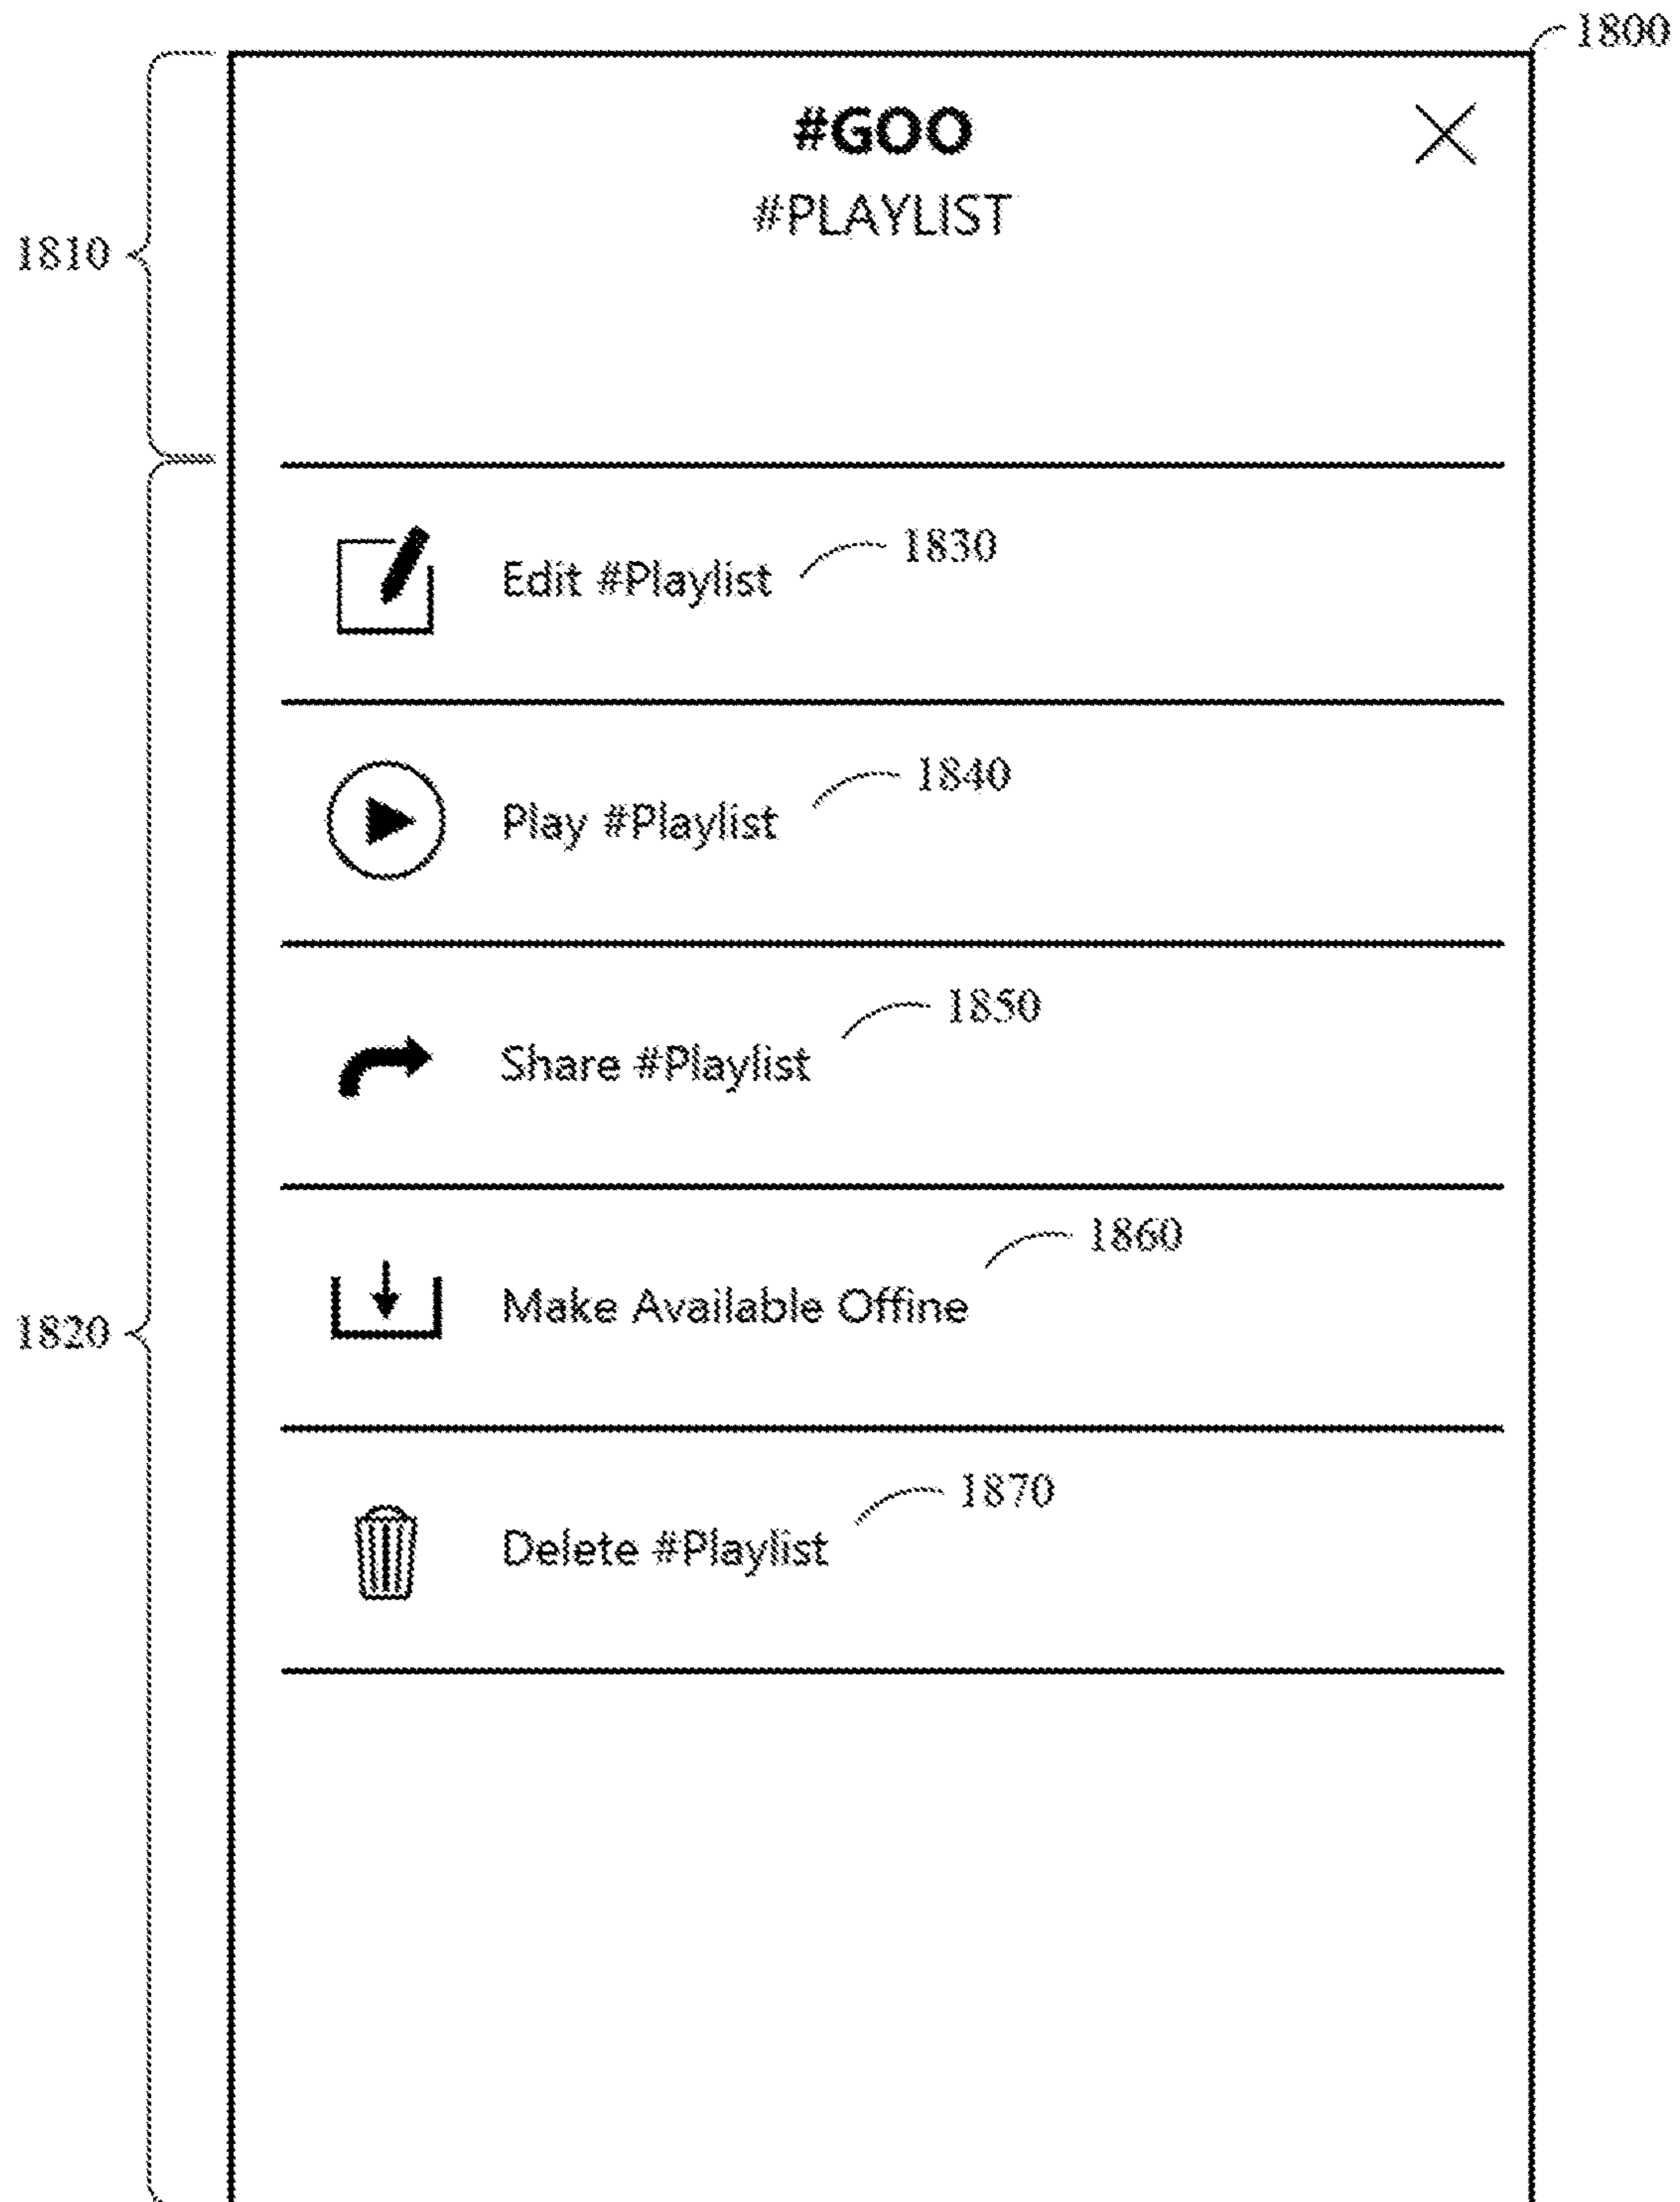 1800
#GOO
#PLAYLIST
1810
Edit #Playlist 1830
Play #Playlist 1840
Share #Playlist 1850
Make Available Offine 1860
1820
Delete #Playlist 1870